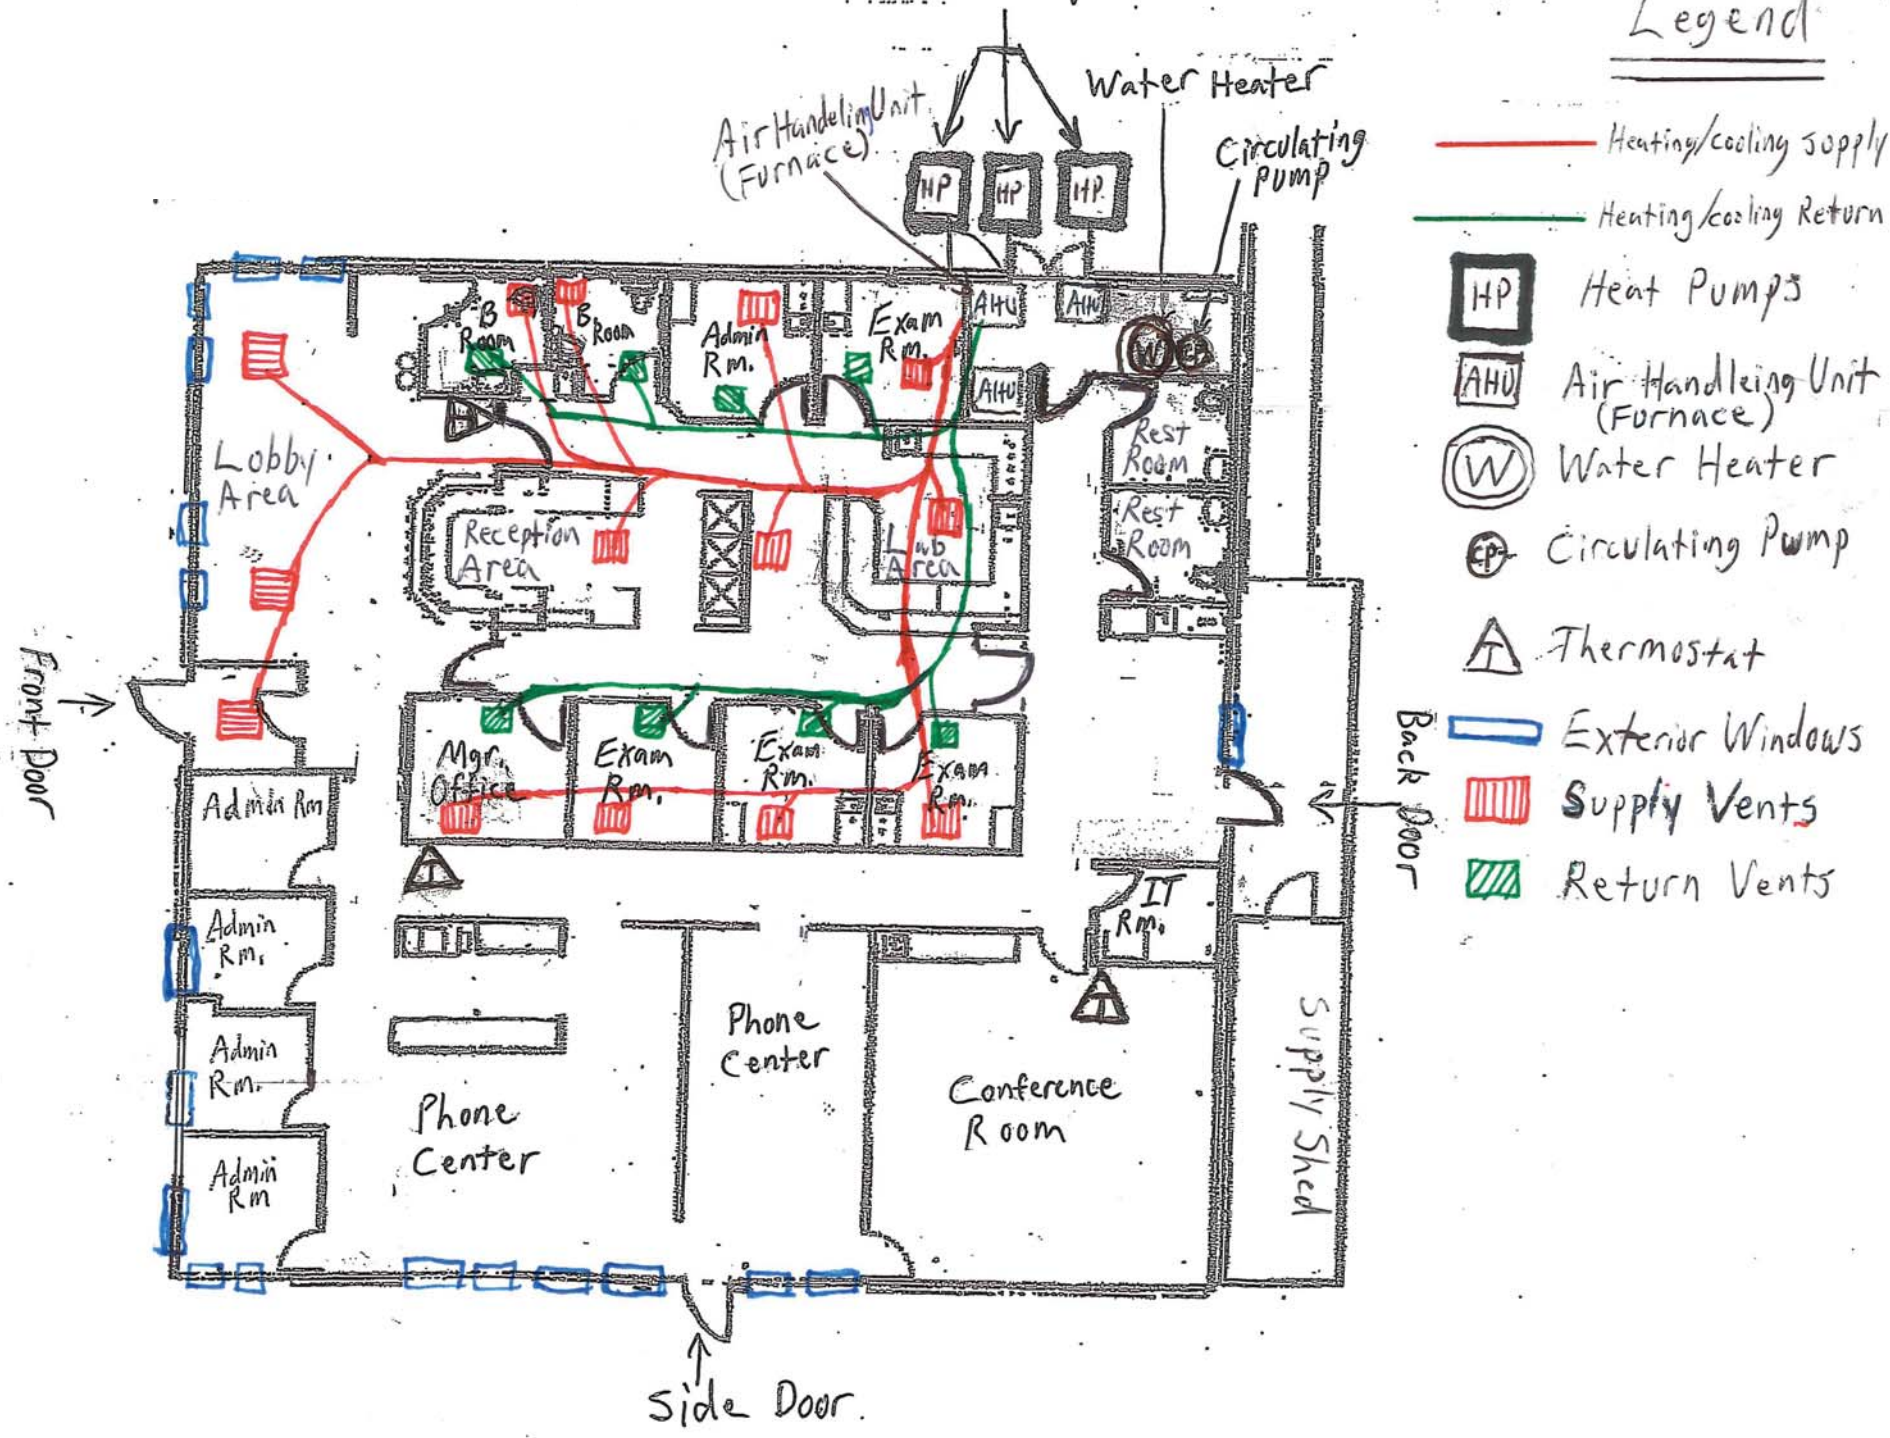 Legend
Water Heater
Air Handeling Unit
(Furnace)
Circulating
Pump
HP
HP
HP
Heating/cooling supply
Heating/cooling Return
HP
Heat Pumps
AHU
Air Handleing Unit
(Furnace)
W
Water Heater
CP
Circulating Pump
T
Thermostat
Exterior Windows
Supply Vents
Return Vents
B
Room
B
Room
Admin
Rm.
Exam
Rm.
AHU
AHU
AHU
W
CP
T
Rest
Room
Rest
Room
Lobby
Area
Reception
Area
Lab
Area
Front Door
Back Door
Mgr.
Office
Exam
Rm.
Exam
Rm.
Exam
Rm.
T
Admin Rm
Admin
Rm.
Admin
Rm.
Admin
Rm
IT
Rm.
T
Phone
Center
Phone
Center
Conference
Room
Supply Shed
Side Door.